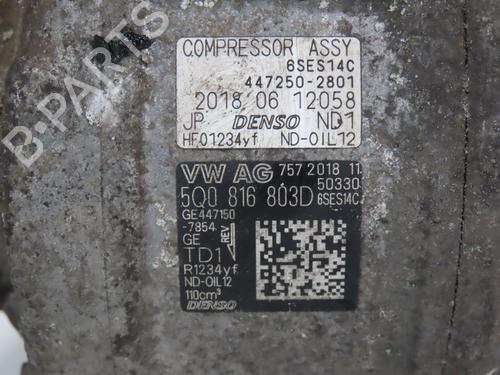 COMPRESSOR ASSY
6SES14C
447250-2801
2018 06 12058
JP DENSO ND1
HF01234yf ND-OIL12
VW AG 757 2018 11
50330
5Q0 816 803D 6SES14C
GE447150
-7854
GE
REV
TD1
R1234yf
ND-OIL12
110cm³
DENSO
B-PARTS